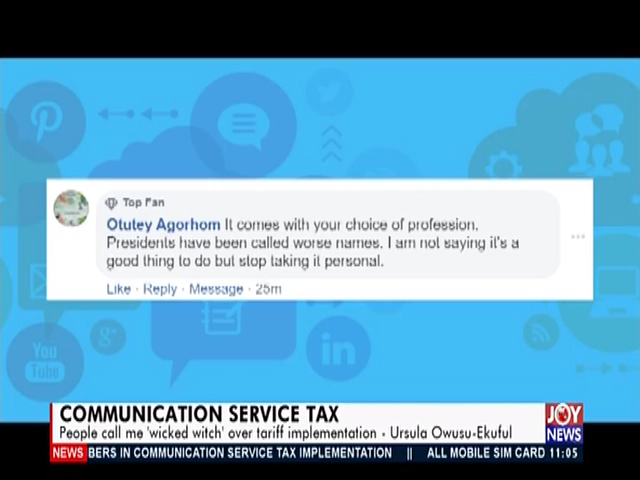 Top Fan
Otutey Agorhom It comes with your choice of profession.
Presidents have been called worse names. I am not saying it's a
good thing to do but stop taking it personal.
Like · Reply · Message · 25m
You
Tube
g+
in
COMMUNICATION SERVICE TAX
People call me 'wicked witch' over tariff implementation - Ursula Owusu-Ekuful
JOY
NEWS
NEWS BERS IN COMMUNICATION SERVICE TAX IMPLEMENTATION || ALL MOBILE SIM CARD 11:05